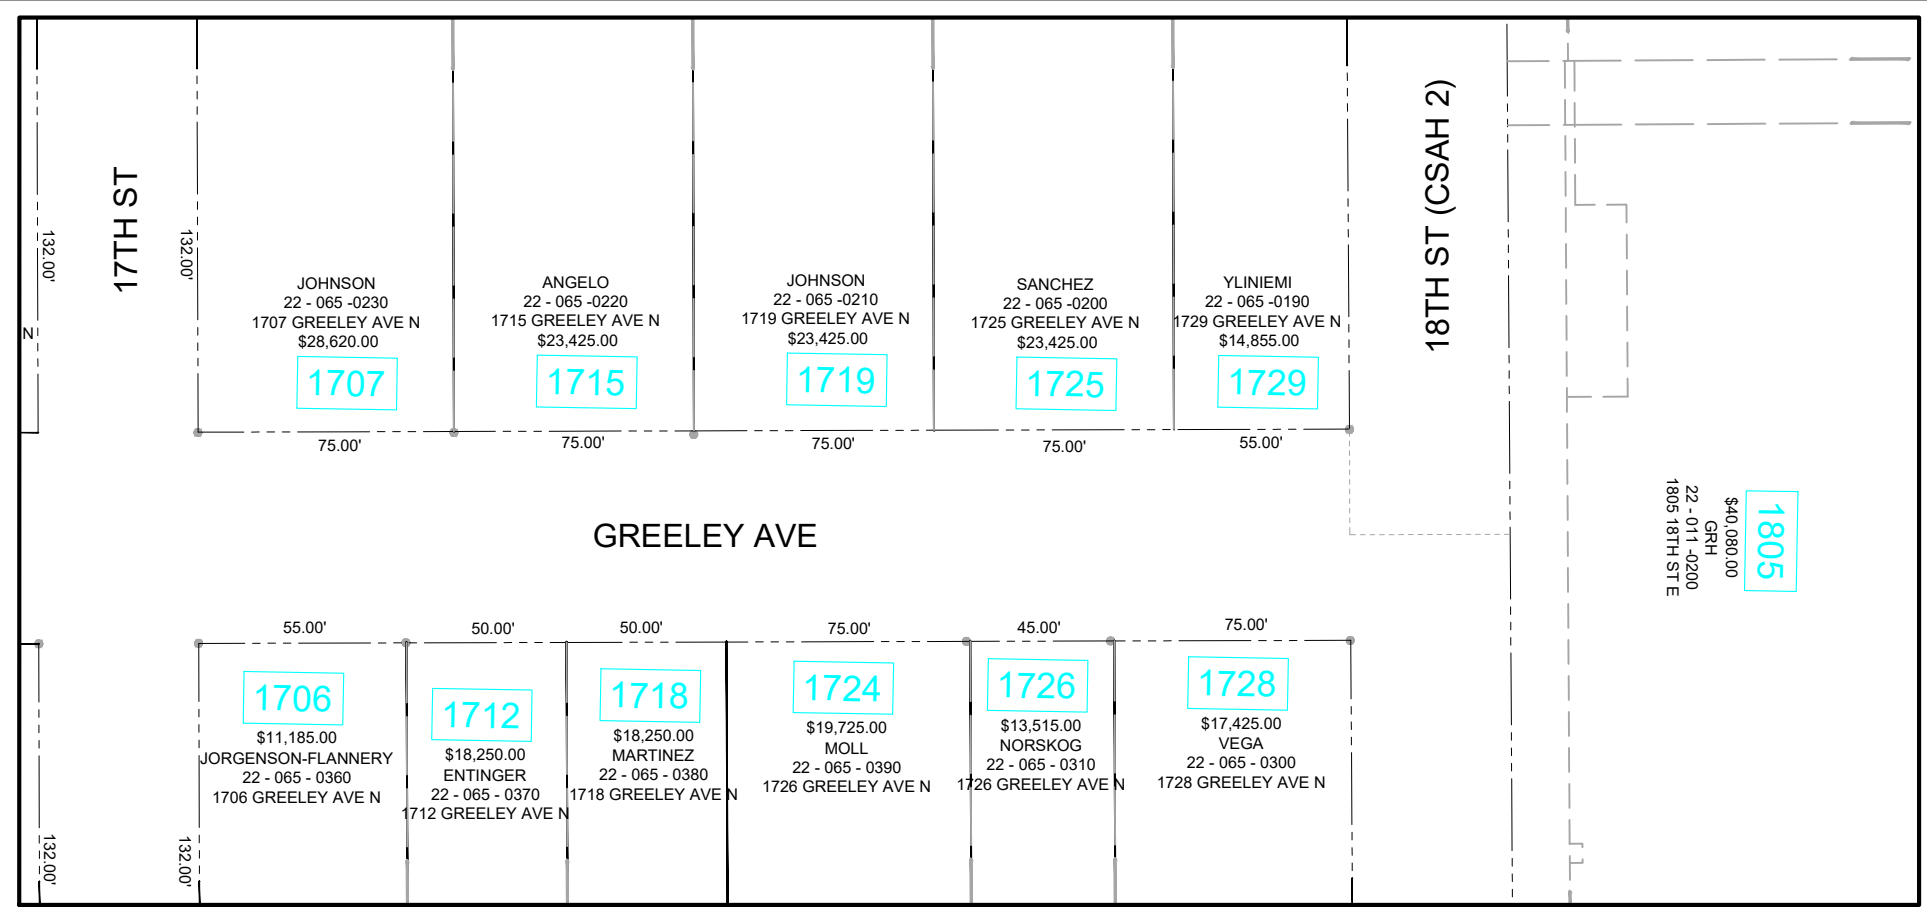 17TH ST
132.00'
132.00'
N
JOHNSON
22 - 065 -0230
1707 GREELEY AVE N
$28,620.00
1707
75.00'
ANGELO
22 - 065 -0220
1715 GREELEY AVE N
$23,425.00
1715
75.00'
JOHNSON
22 - 065 -0210
1719 GREELEY AVE N
$23,425.00
1719
75.00'
SANCHEZ
22 - 065 -0200
1725 GREELEY AVE N
$23,425.00
1725
75.00'
YLINIEMI
22 - 065 -0190
1729 GREELEY AVE N
$14,855.00
1729
55.00'
18TH ST (CSAH 2)
GREELEY AVE
1805
$40,080.00
GRH
22 - 011 -0200
1805 18TH ST E
55.00'
1706
$11,185.00
JORGENSON-FLANNERY
22 - 065 - 0360
1706 GREELEY AVE N
50.00'
1712
$18,250.00
ENTINGER
22 - 065 - 0370
1712 GREELEY AVE N
50.00'
1718
$18,250.00
MARTINEZ
22 - 065 - 0380
1718 GREELEY AVE N
75.00'
1724
$19,725.00
MOLL
22 - 065 - 0390
1726 GREELEY AVE N
45.00'
1726
$13,515.00
NORSKOG
22 - 065 - 0310
1726 GREELEY AVE N
75.00'
1728
$17,425.00
VEGA
22 - 065 - 0300
1728 GREELEY AVE N
132.00'
132.00'